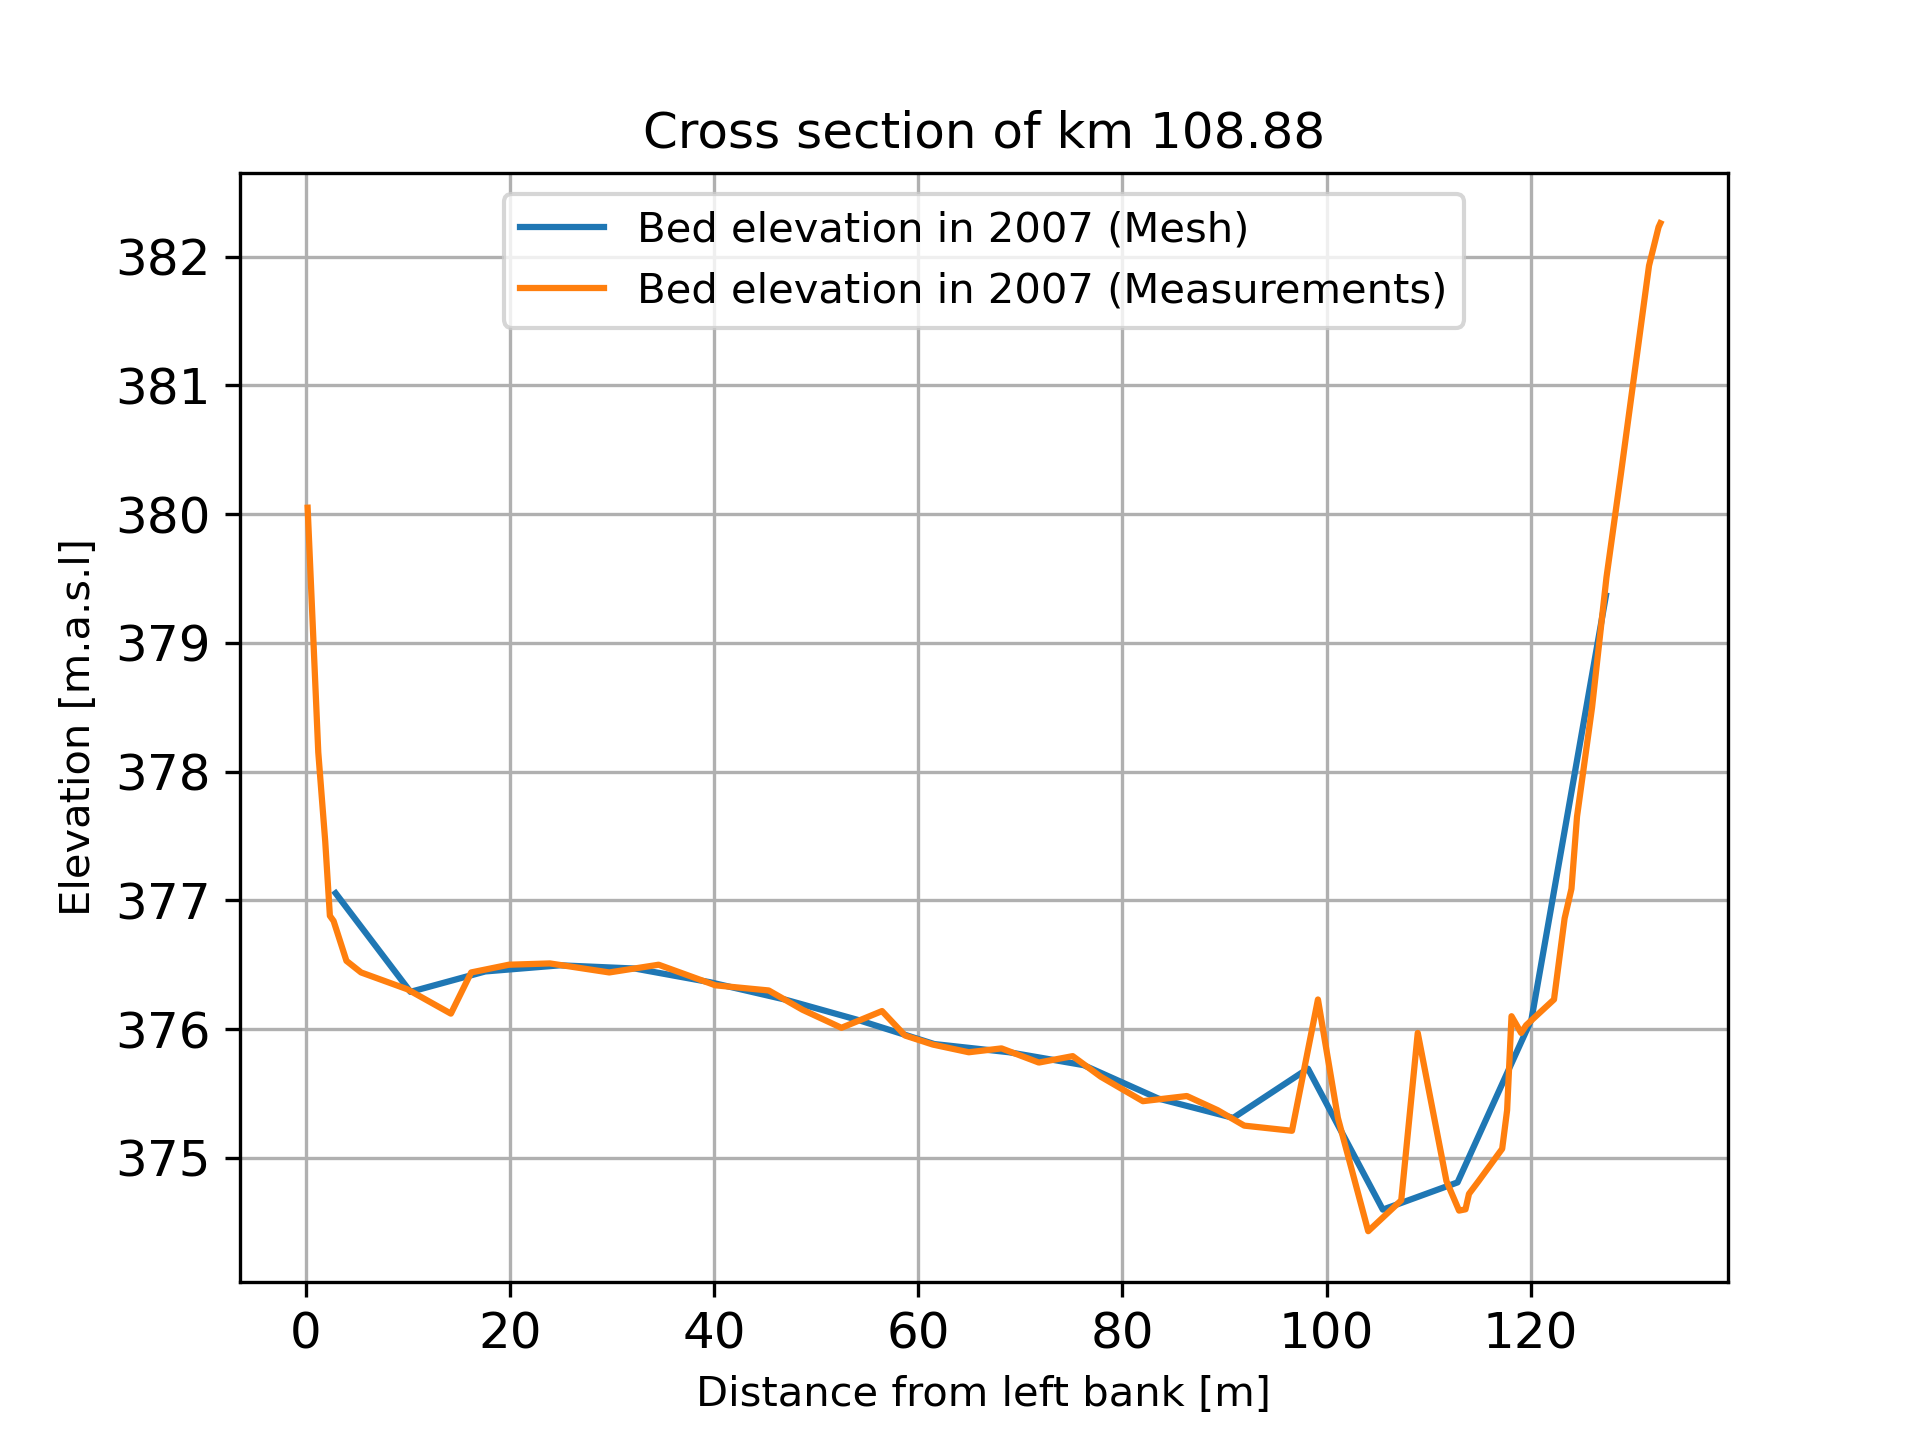 Cross section of km 108.88
Bed elevation in 2007 (Mesh)
Bed elevation in 2007 (Measurements)
382
381
380
379
378
377
376
375
Elevation [m.a.s.l]
0 20 40 60 80 100 120
Distance from left bank [m]